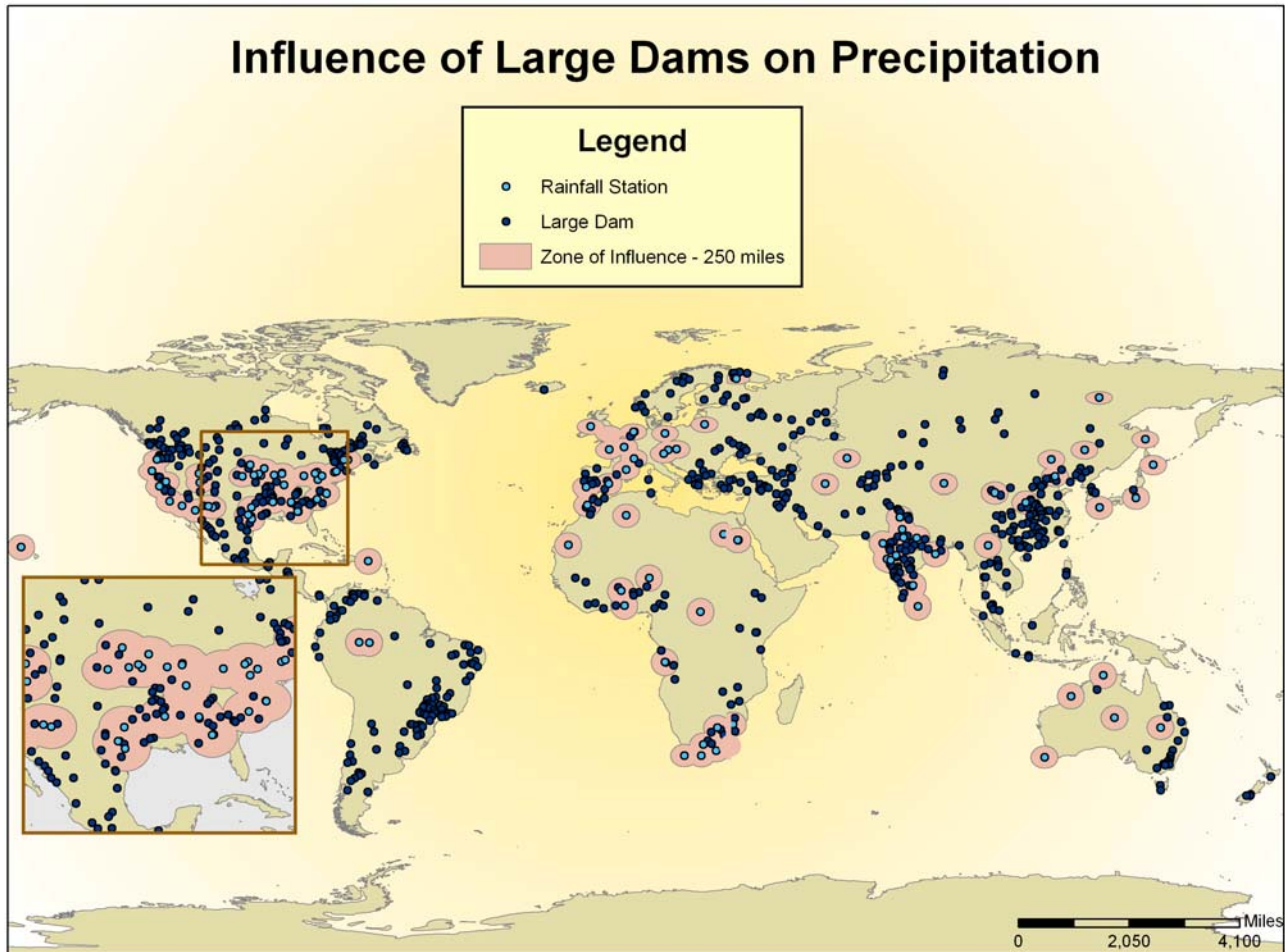 Influence of Large Dams on Precipitation
Legend
Rainfall Station
Large Dam
Zone of Influence - 250 miles
Miles
0 2,050 4,100